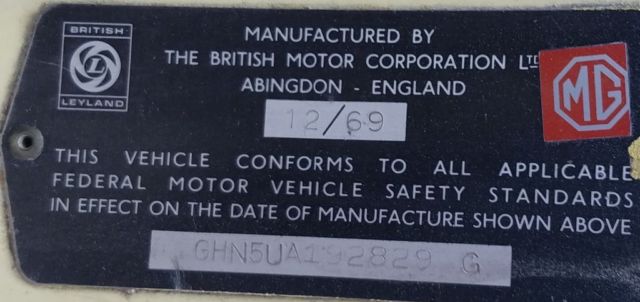 BRITISH
L
LEYLAND
MANUFACTURED BY
THE BRITISH MOTOR CORPORATION LTD
ABINGDON - ENGLAND
MG
12/69
THIS VEHICLE CONFORMS TO ALL APPLICABLE
FEDERAL MOTOR VEHICLE SAFETY STANDARDS
IN EFFECT ON THE DATE OF MANUFACTURE SHOWN ABOVE
GHN5UA192829 G